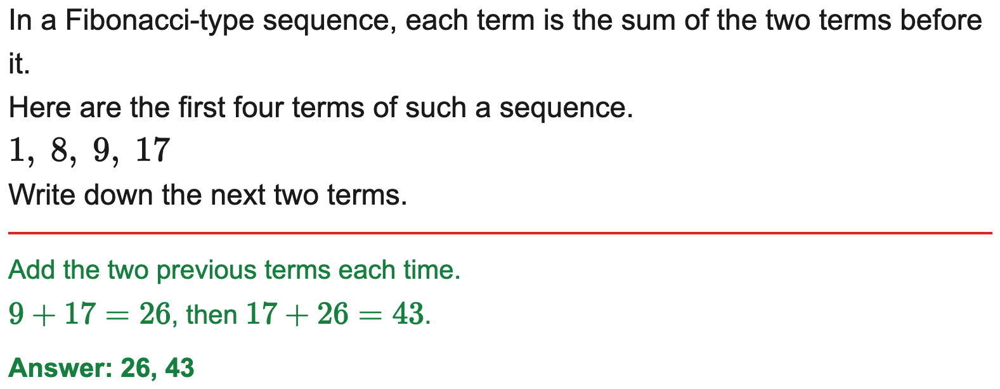 In a Fibonacci-type sequence, each term is the sum of the two terms before
it.
Here are the first four terms of such a sequence.
1, 8, 9, 17
Write down the next two terms.
Add the two previous terms each time.
9 + 17 = 26, then 17 + 26 = 43.
Answer: 26, 43